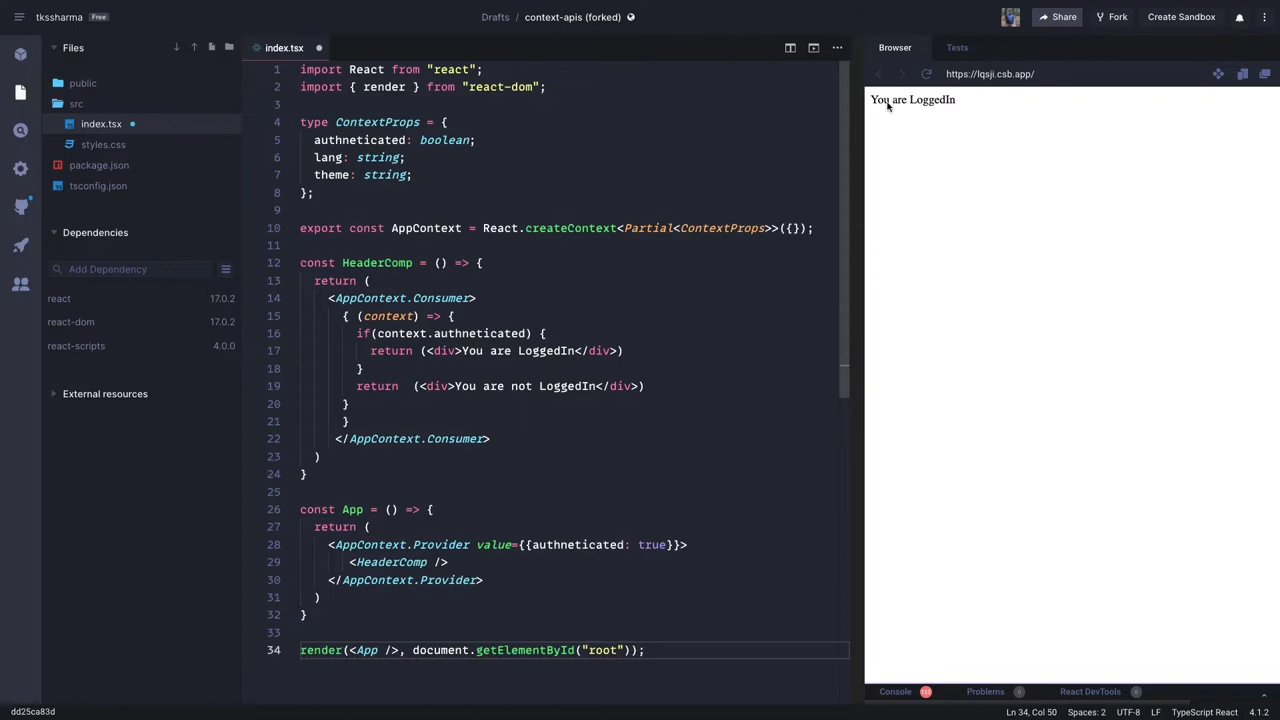 tkssharma Free
Drafts / context-apis (forked)
Share
Fork
Create Sandbox
Files
public
src
index.tsx
styles.css
package.json
tsconfig.json
Dependencies
Add Dependency
react 17.0.2
react-dom 17.0.2
react-scripts 4.0.0
External resources
dd25ca83d
index.tsx
1 import React from "react";
2 import { render } from "react-dom";
3
4 type ContextProps = {
5 authneticated: boolean;
6 lang: string;
7 theme: string;
8 };
9
10 export const AppContext = React.createContext<Partial<ContextProps>>({});
11
12 const HeaderComp = () => {
13 return (
14 <AppContext.Consumer>
15 { (context) => {
16 if(context.authneticated) {
17 return (<div>You are LoggedIn</div>)
18 }
19 return  (<div>You are not LoggedIn</div>)
20 }
21 }
22 </AppContext.Consumer>
23 )
24 }
25
26 const App = () => {
27 return (
28 <AppContext.Provider value={{authneticated: true}}>
29 <HeaderComp />
30 </AppContext.Provider>
31 )
32 }
33
34 render(<App />, document.getElementById("root"));
Browser Tests
https://lqsji.csb.app/
You are LoggedIn
Console Problems 0 React DevTools 0
Ln 34, Col 50 Spaces: 2 UTF-8 LF TypeScript React 4.1.2